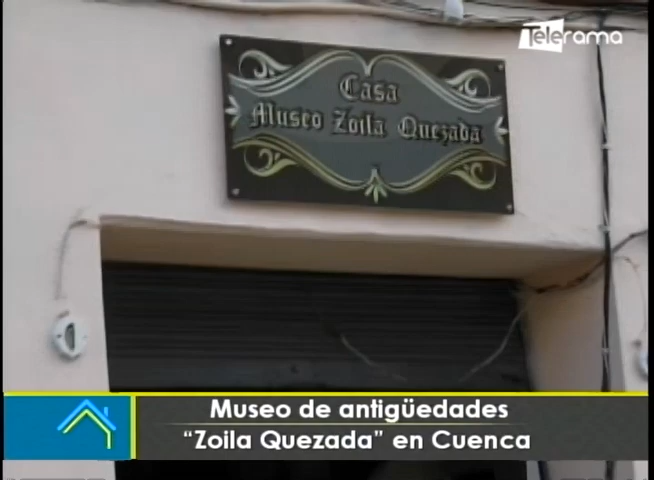 Telerama
Casa
Museo Zoila Quezada
Museo de antigüedades
“Zoila Quezada” en Cuenca